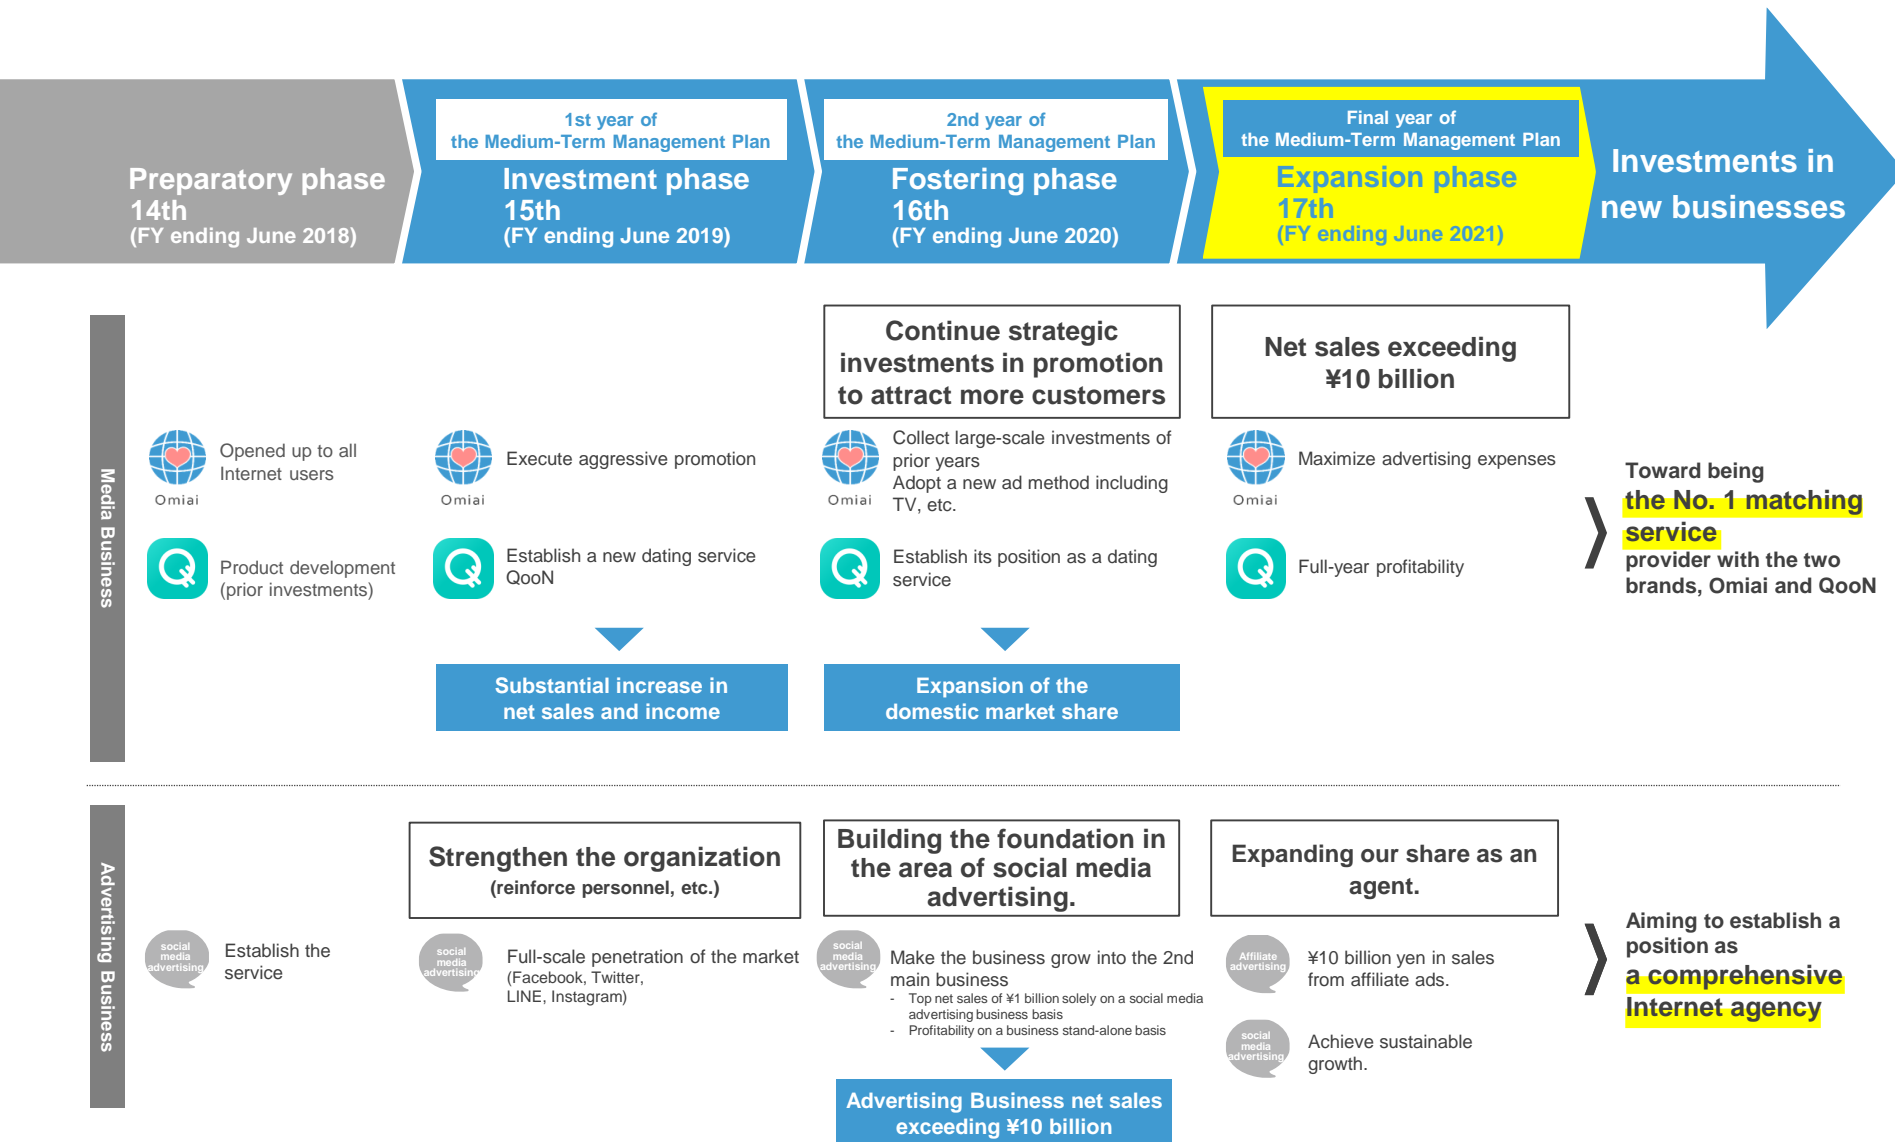 Preparatory phase
14th
(FY ending June 2018)
1st year of
the Medium-Term Management Plan
Investment phase
15th
(FY ending June 2019)
2nd year of
the Medium-Term Management Plan
Fostering phase
16th
(FY ending June 2020)
Final year of
the Medium-Term Management Plan
Expansion phase
17th
(FY ending June 2021)
Investments in
new businesses
Media Business
Continue strategic
investments in promotion
to attract more customers
Net sales exceeding
¥10 billion
Omiai
Opened up to all
Internet users
Omiai
Execute aggressive promotion
Omiai
Collect large-scale investments of
prior years
Adopt a new ad method including
TV, etc.
Omiai
Maximize advertising expenses
Product development
(prior investments)
Establish a new dating service
QooN
Establish its position as a dating
service
Full-year profitability
Toward being
the No. 1 matching
service
provider with the two
brands, Omiai and QooN
Substantial increase in
net sales and income
Expansion of the
domestic market share
Advertising Business
Strengthen the organization
(reinforce personnel, etc.)
Building the foundation in
the area of social media
advertising.
Expanding our share as an
agent.
social
media
advertising
Establish the
service
social
media
advertising
Full-scale penetration of the market
(Facebook, Twitter,
LINE, Instagram)
social
media
advertising
Make the business grow into the 2nd
main business
- Top net sales of ¥1 billion solely on a social media
advertising business basis
- Profitability on a business stand-alone basis
Affiliate
advertising
¥10 billion yen in sales
from affiliate ads.
social
media
advertising
Achieve sustainable
growth.
Aiming to establish a
position as
a comprehensive
Internet agency
Advertising Business net sales
exceeding ¥10 billion